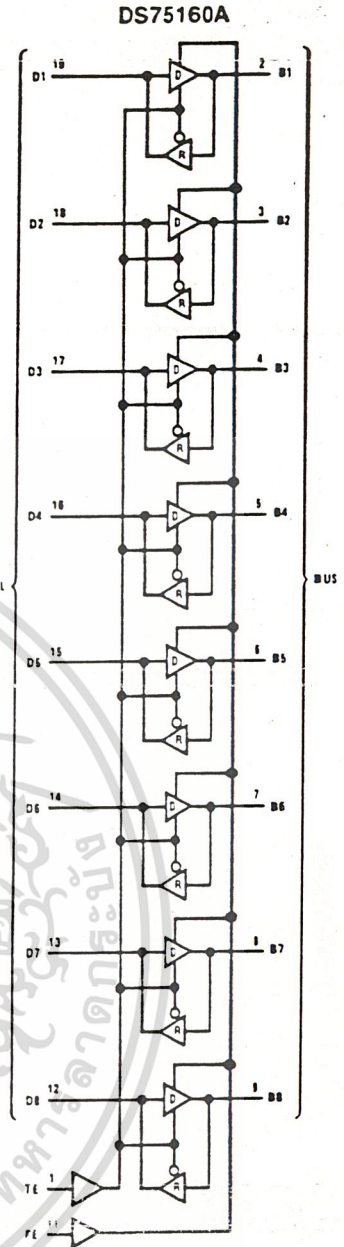 DS75160A
D1 19 D 2 B1
R
D2 18 D 3 B2
R
D3 17 D 4 B3
R
D4 16 D 5 B4
R
BUS
D5 15 D 6 B5
R
D6 14 D 7 B6
R
D7 13 D 8 B7
R
D8 12 D 9 B8
R
TE 1
PE 11